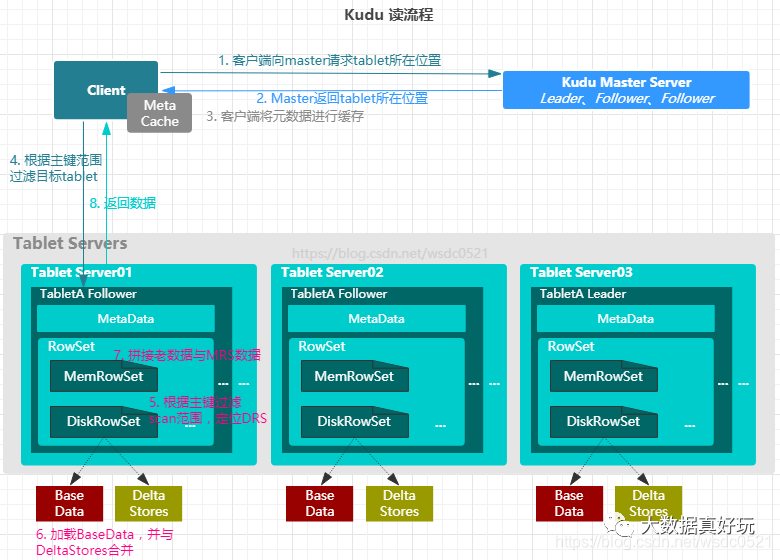 Kudu 读流程
1. 客户端向master请求tablet所在位置
Client
Kudu Master Server
Leader、Follower、Follower
2. Master返回tablet所在位置
Meta
Cache
3. 客户端将元数据进行缓存
4. 根据主键范围
过滤目标tablet
8. 返回数据
Tablet Servers
https://blog.csdn.net/wsdc0521
Tablet Server01
TabletA Follower
MetaData
RowSet
7. 拼接老数据与MRS数据
MemRowSet
... ...
5. 根据主键过滤
scan范围，定位DRS
DiskRowSet
...
Base
Data
Delta
Stores
6. 加载BaseData，并与
DeltaStores合并
Tablet Server02
TabletA Follower
MetaData
RowSet
MemRowSet
... ...
DiskRowSet
...
Base
Data
Delta
Stores
Tablet Server03
TabletA Leader
MetaData
RowSet
MemRowSet
... ...
DiskRowSet
...
Base
Data
Delta
Stores
大数据真好玩
https://blog.csdn.net/wsdc0521